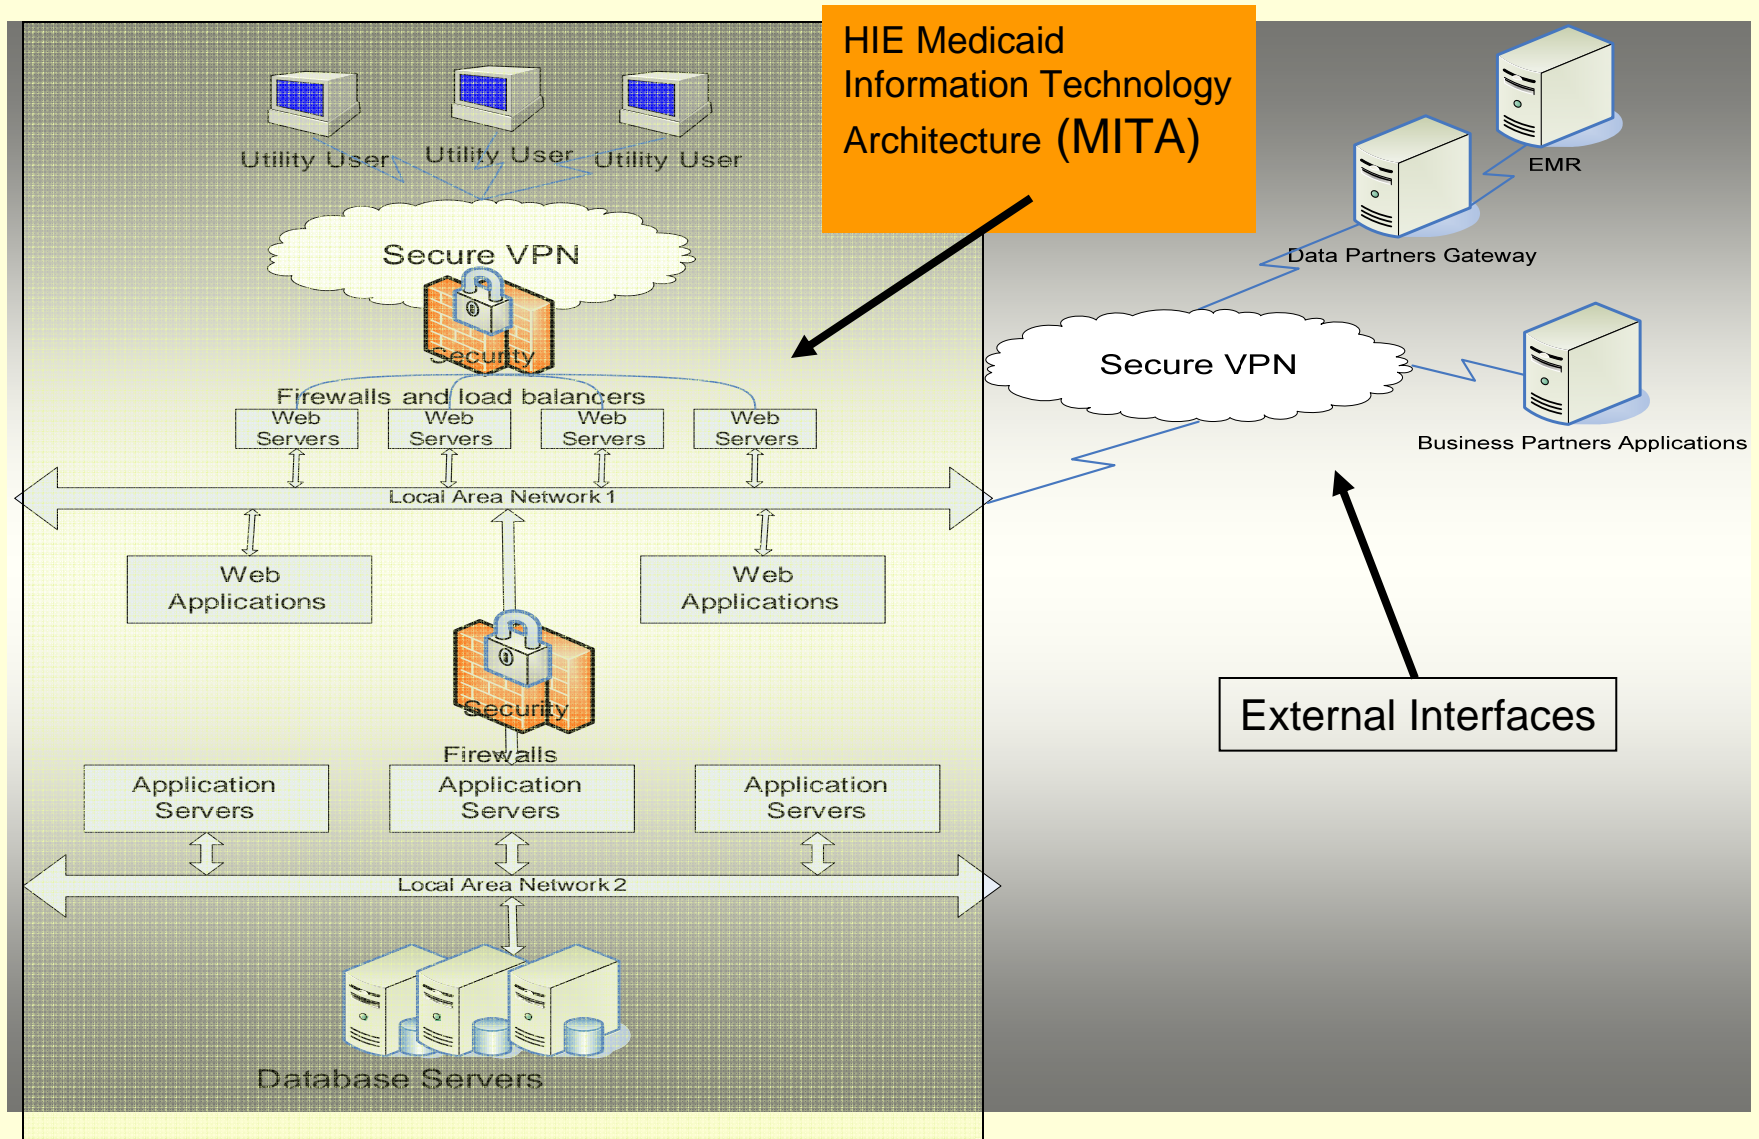 HIE Medicaid
Information Technology
Architecture (MITA)
Utility User
Utility User
Utility User
Secure VPN
Security
Firewalls and load balancers
Web
Servers
Web
Servers
Web
Servers
Web
Servers
Local Area Network 1
Web
Applications
Web
Applications
Security
Firewalls
Application
Servers
Application
Servers
Application
Servers
Local Area Network 2
Database Servers
EMR
Data Partners Gateway
Secure VPN
Business Partners Applications
External Interfaces